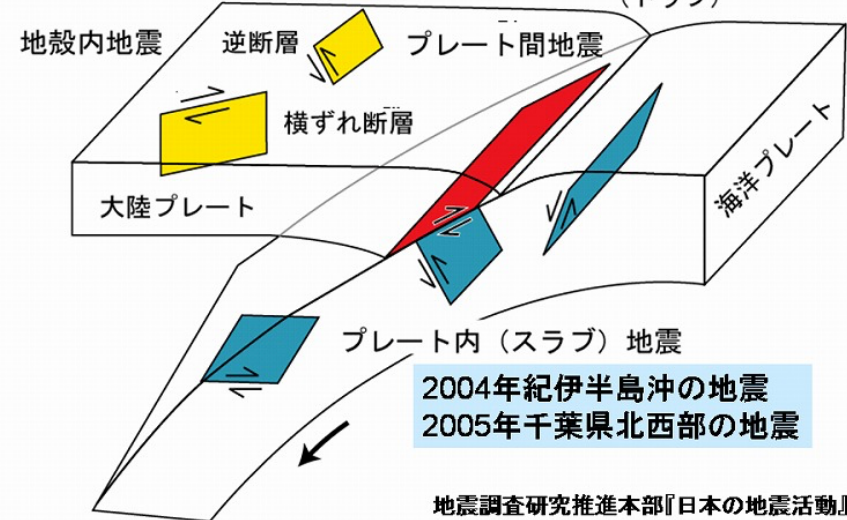 地殻内地震
逆断層
プレート間地震
横ずれ断層
大陸プレート
海洋プレート
プレート内（スラブ）地震
2004年紀伊半島沖の地震
2005年千葉県北西部の地震
地震調査研究推進本部『日本の地震活動』